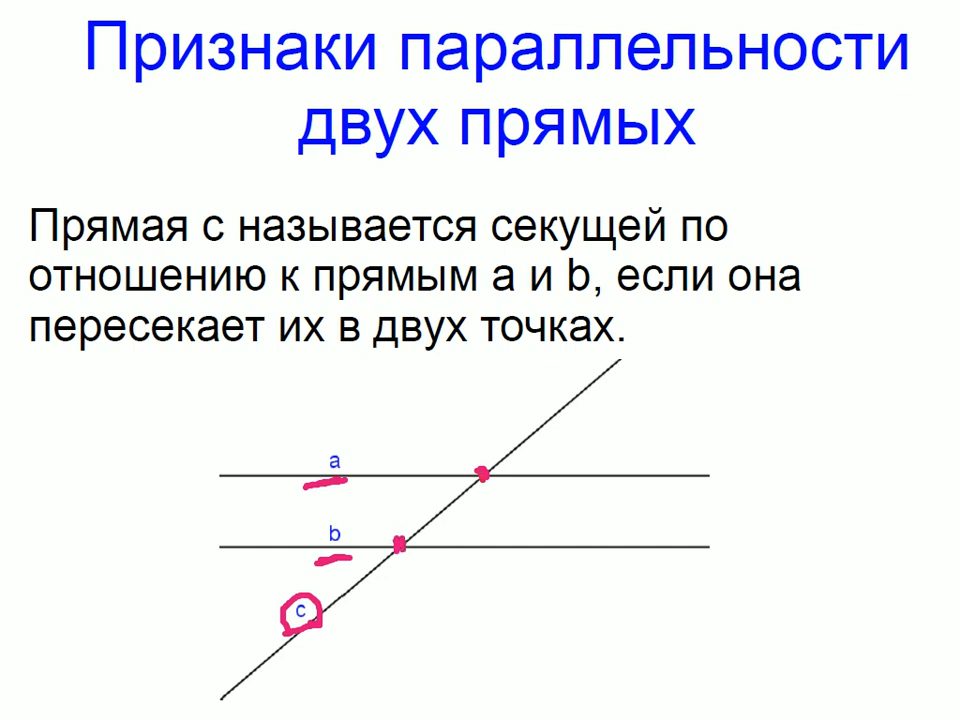 Признаки параллельности
двух прямых
Прямая с называется секущей по
отношению к прямым a и b, если она
пересекает их в двух точках.
a
b
c